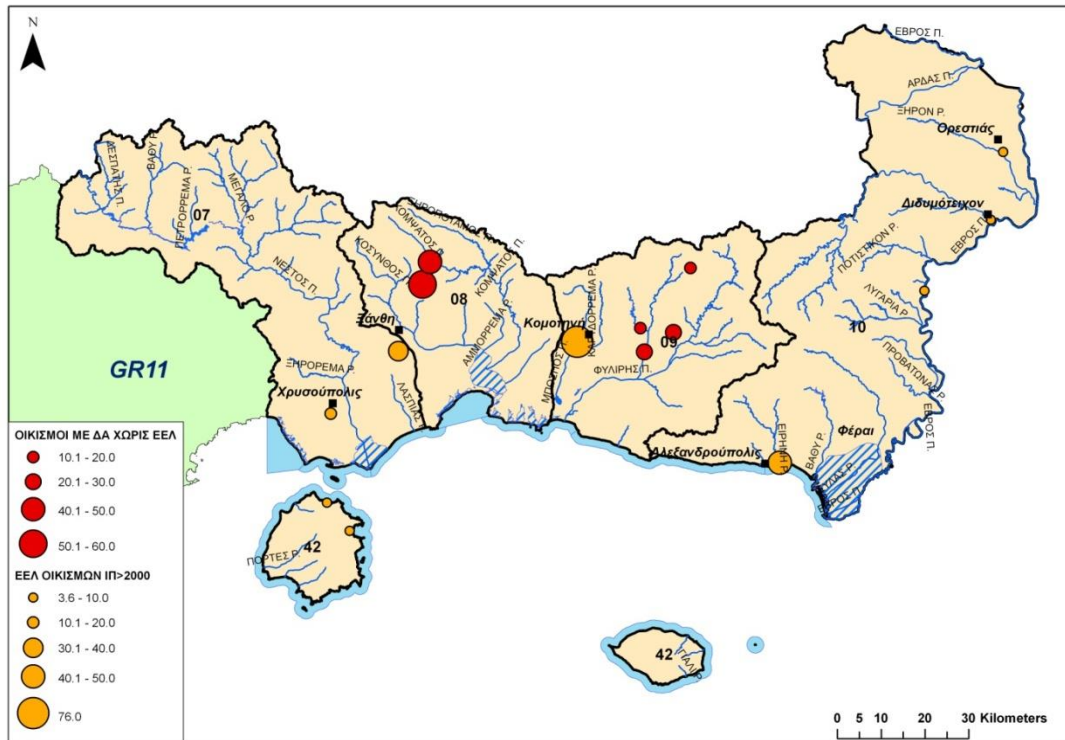 N
ΕΒΡΟΣ Π.
ΑΡΔΑΣ Π.
ΞΗΡΟΝ Ρ.
Ορεστιάς
Διδυμότειχον
ΕΒΡΟΣ Π.
ΠΟΤΙΣΤΙΚΟΝ Ρ.
ΛΥΓΑΡΙΑ Ρ.
10
ΠΡΟΒΑΤΩΝΑΣ Ρ.
ΕΒΡΟΣ Π.
ΔΕΣΠΑΤΗΣ Π.
ΒΑΘΥ Ρ.
ΠΕΤΡΟΡΡΕΜΑ Ρ.
ΜΕΓΑΛΟ Ρ.
07
ΝΕΣΤΟΣ Π.
ΞΗΡΟΠΟΤΑΜΟΣ
ΚΟΜΨΑΤΟΣ Π.
ΚΟΣΥΝΘΟΣ
ΚΟΜΨΑΤΟΣ Π.
08
ΑΜΜΟΡΡΕΜΑ Ρ.
Ξάνθη
Κομοτηνή
09
ΜΠΟΣΠΟΣ Π.
ΦΥΛΙΡΗΣ Π.
GR11
ΞΗΡΟΡΕΜΑ Ρ.
Χρυσούπολις
ΛΑΣΠΙΑΣ
Αλεξανδρούπολις
ΕΙΡΗΝΗ Ρ.
ΒΑΘΥ Ρ.
Φέραι
ΕΒΡΟΣ Π.
ΠΟΡΤΕΣ Ρ.
42
42
ΟΙΚΙΣΜΟΙ ΜΕ ΔΑ ΧΩΡΙΣ ΕΕΛ
10.1 - 20.0
20.1 - 30.0
40.1 - 50.0
50.1 - 60.0
ΕΕΛ ΟΙΚΙΣΜΩΝ ΙΠ>2000
3.6 - 10.0
10.1 - 20.0
30.1 - 40.0
40.1 - 50.0
76.0
0 5 10 20 30 Kilometers